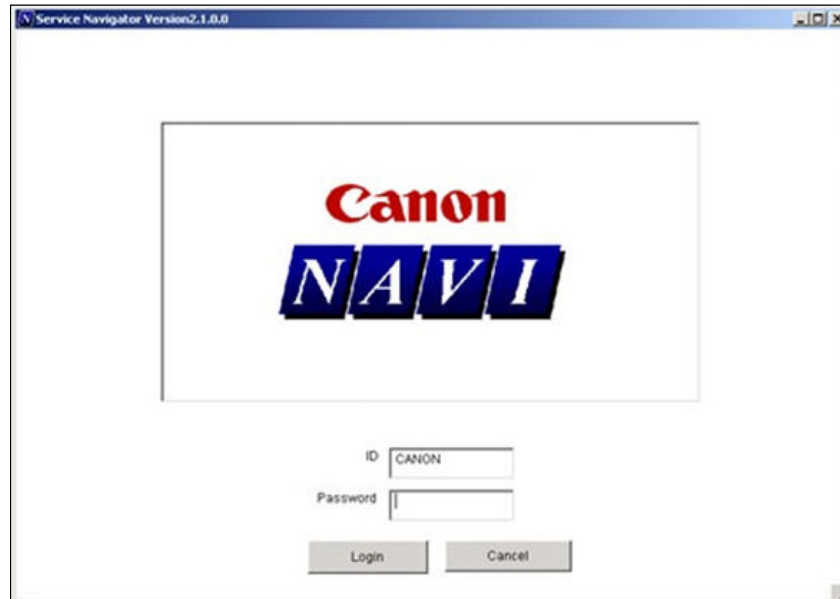 Service Navigator Version2.1.0.0
Canon
NAVI
ID CANON
Password
Login Cancel